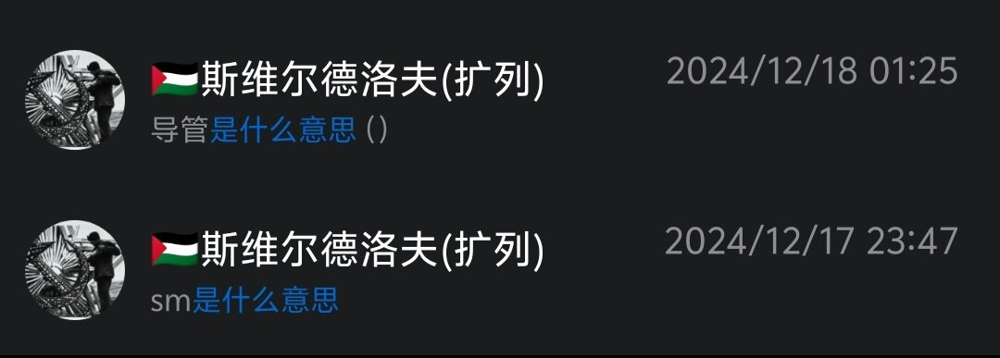 🇵🇸斯维尔德洛夫(扩列) 2024/12/18 01:25
导管是什么意思 ()
🇵🇸斯维尔德洛夫(扩列) 2024/12/17 23:47
sm是什么意思